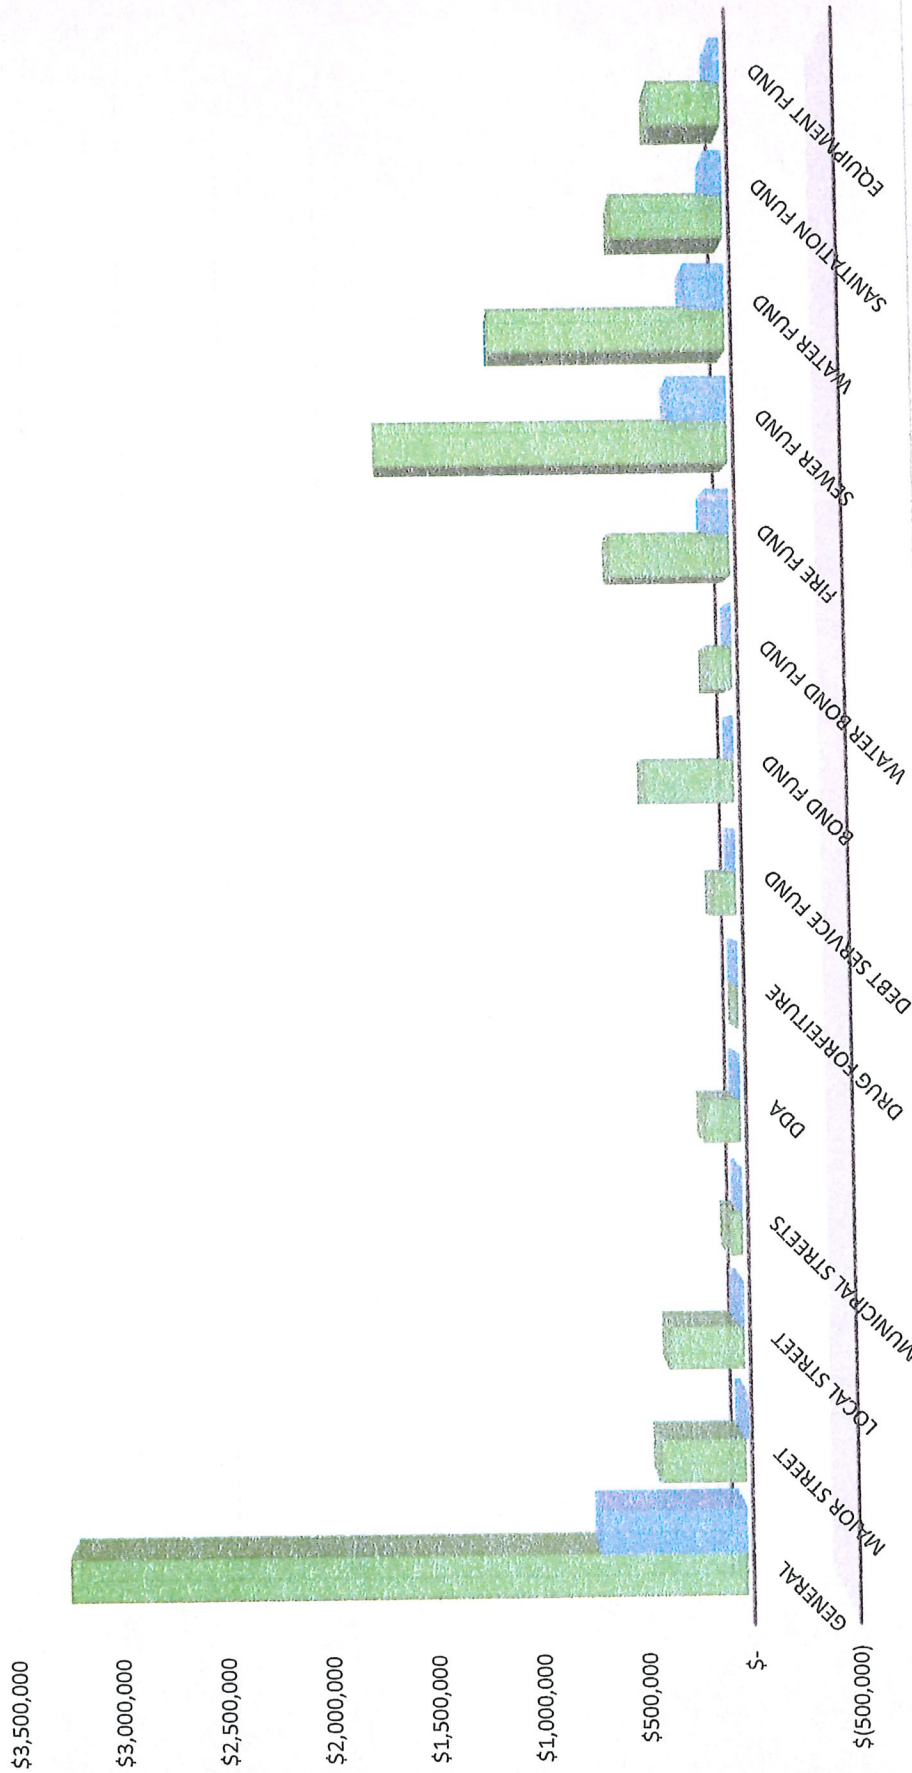 $3,500,000
$3,000,000
$2,500,000
$2,000,000
$1,500,000
$1,000,000
$500,000
$-
$(500,000)
GENERAL
MAJOR STREET
LOCAL STREET
MUNICIPAL STREETS
DDA
DRUG FORFEITURE
DEBT SERVICE FUND
BOND FUND
WATER BOND FUND
FIRE FUND
SEWER FUND
WATER FUND
SANITATION FUND
EQUIPMENT FUND